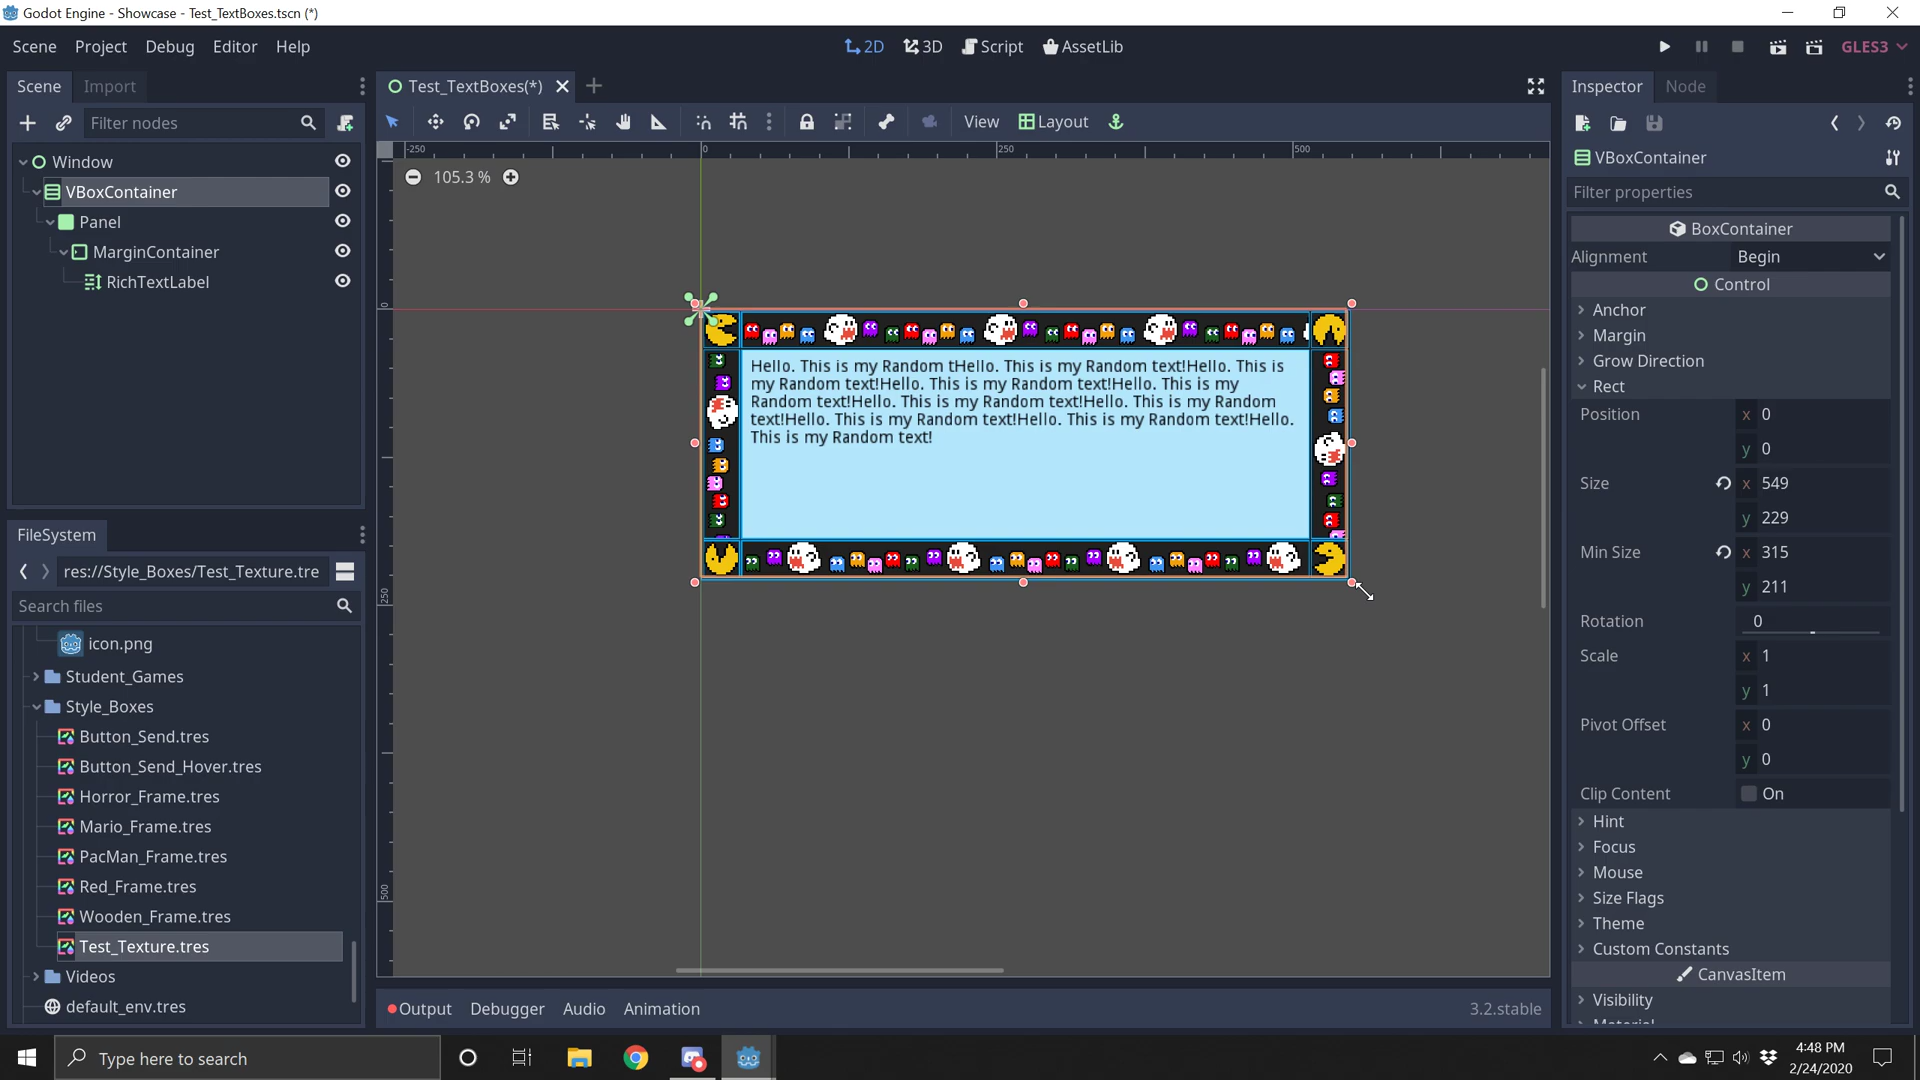 Godot Engine - Showcase - Test_TextBoxes.tscn (*)
Scene Project Debug Editor Help
2D 3D Script AssetLib
GLES3
Scene Import
Test_TextBoxes(*)
Inspector Node
Filter nodes
View Layout
Window
VBoxContainer
Panel
MarginContainer
RichTextLabel
FileSystem
res://Style_Boxes/Test_Texture.tre
Search files
icon.png
Student_Games
Style_Boxes
Button_Send.tres
Button_Send_Hover.tres
Horror_Frame.tres
Mario_Frame.tres
PacMan_Frame.tres
Red_Frame.tres
Wooden_Frame.tres
Test_Texture.tres
Videos
default_env.tres
-250 0 250 500
105.3 %
0
250
500
Hello. This is my Random tHello. This is my Random text!Hello. This is
my Random text!Hello. This is my Random text!Hello. This is my
Random text!Hello. This is my Random text!Hello. This is my Random
text!Hello. This is my Random text!Hello. This is my Random text!Hello.
This is my Random text!
Output Debugger Audio Animation
3.2.stable
VBoxContainer
Filter properties
BoxContainer
Alignment Begin
Control
Anchor
Margin
Grow Direction
Rect
Position x 0
y 0
Size x 549
y 229
Min Size x 315
y 211
Rotation 0
Scale x 1
y 1
Pivot Offset x 0
y 0
Clip Content On
Hint
Focus
Mouse
Size Flags
Theme
Custom Constants
CanvasItem
Visibility
Type here to search
4:48 PM
2/24/2020